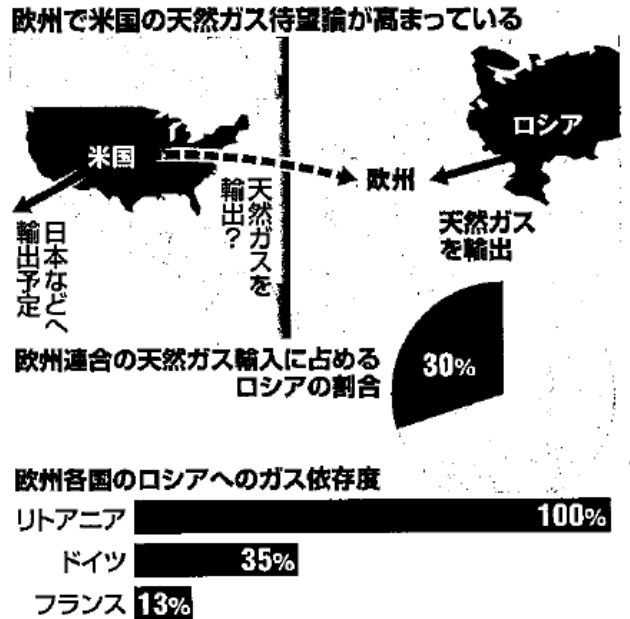 欧州で米国の天然ガス待望論が高まっている
米国
ロシア
欧州
天然ガスを
輸出?
日本などへ
輸出予定
天然ガス
を輸出
欧州連合の天然ガス輸入に占める
ロシアの割合
30%
欧州各国のロシアへのガス依存度
リトアニア 100%
ドイツ 35%
フランス 13%